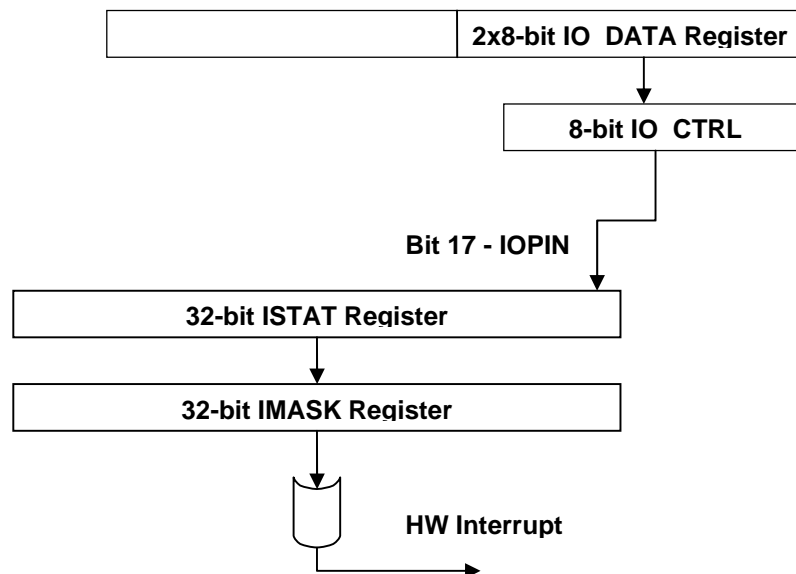 2x8-bit IO DATA Register
8-bit IO CTRL
Bit 17 - IOPIN
32-bit ISTAT Register
32-bit IMASK Register
HW Interrupt